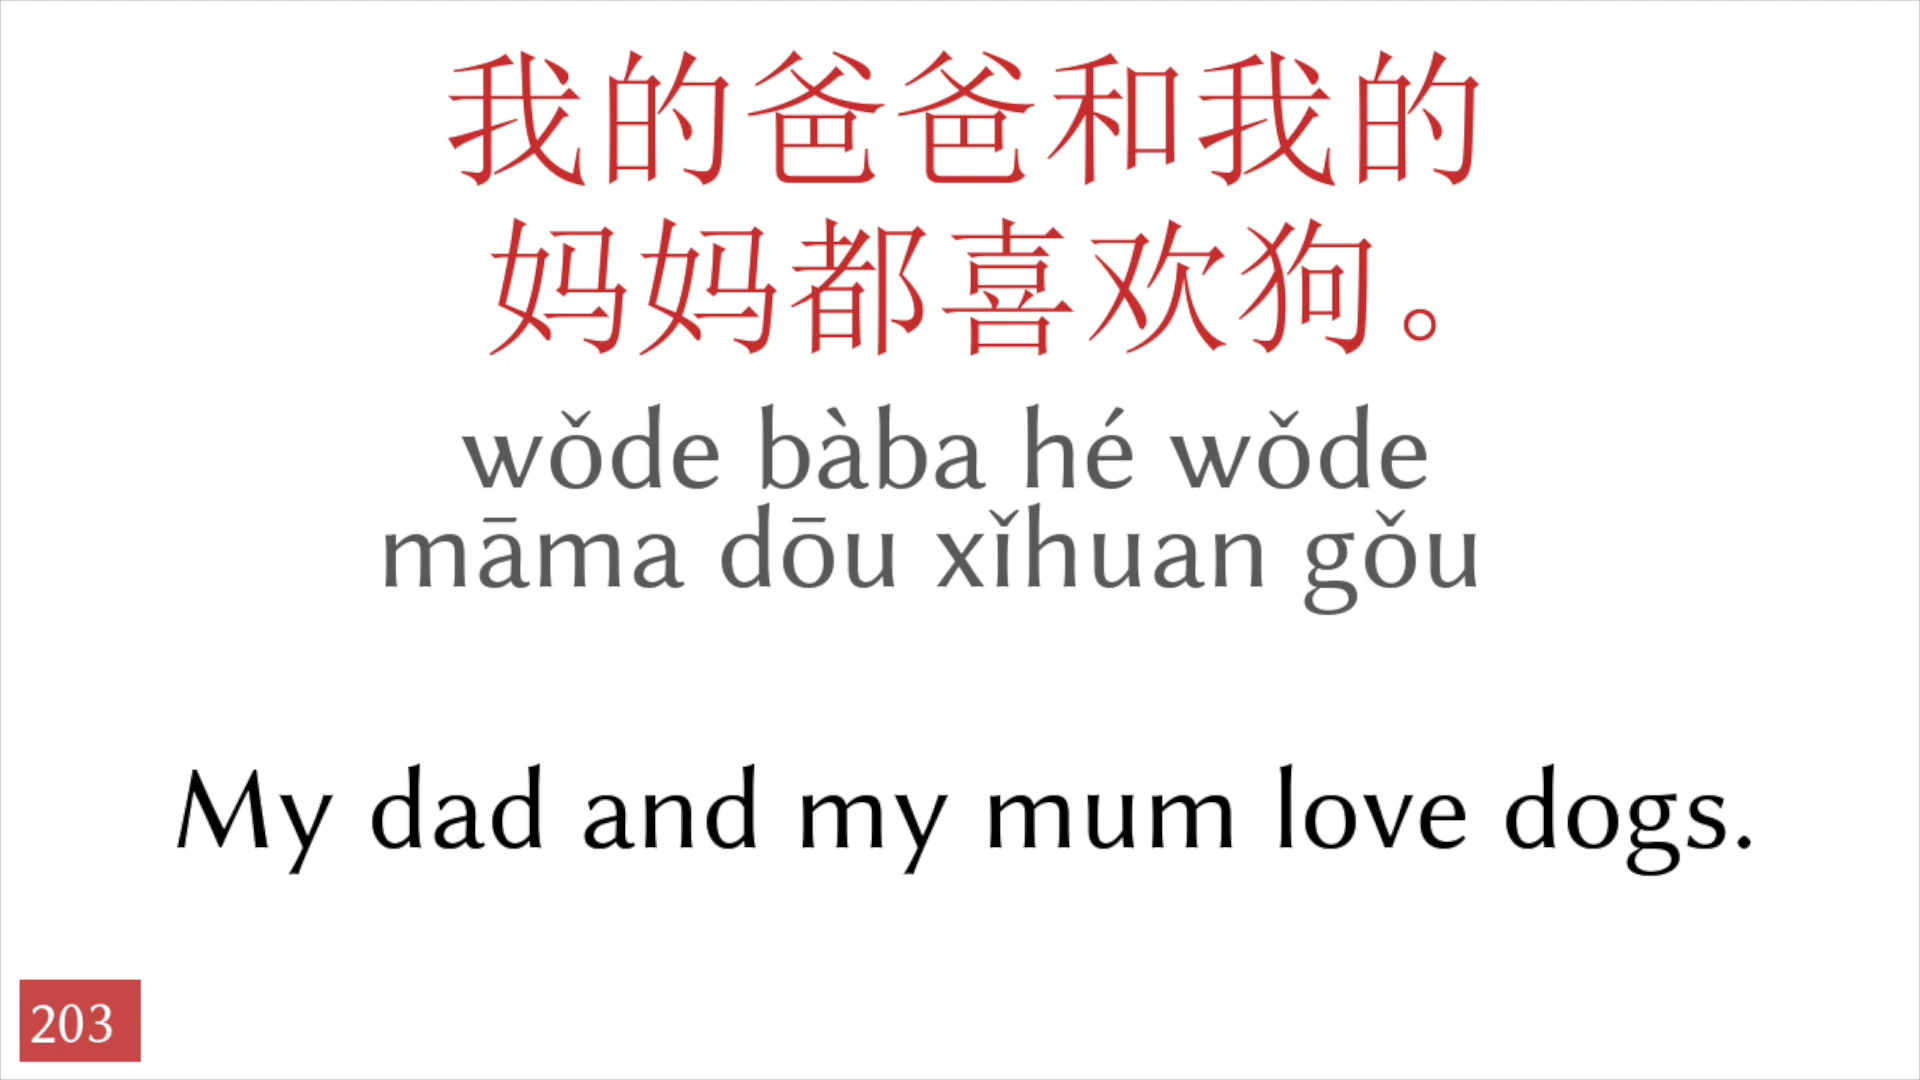 我的爸爸和我的
妈妈都喜欢狗。
wǒde bàba hé wǒde
māma dōu xǐhuan gǒu
My dad and my mum love dogs.
203